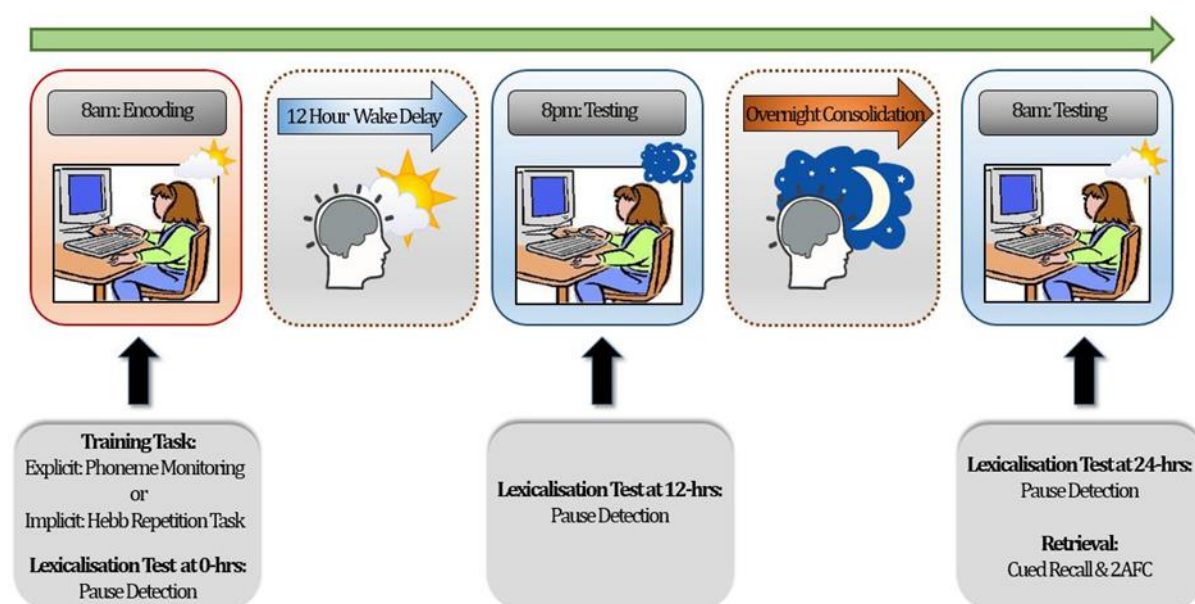 8am: Encoding
12 Hour Wake Delay
8pm: Testing
Overnight Consolidation
8am: Testing
Training Task:
Explicit: Phoneme Monitoring
or
Implicit: Hebb Repetition Task
Lexicalisation Test at 0-hrs:
Pause Detection
Lexicalisation Test at 12-hrs:
Pause Detection
Lexicalisation Test at 24-hrs:
Pause Detection
Retrieval:
Cued Recall & 2AFC